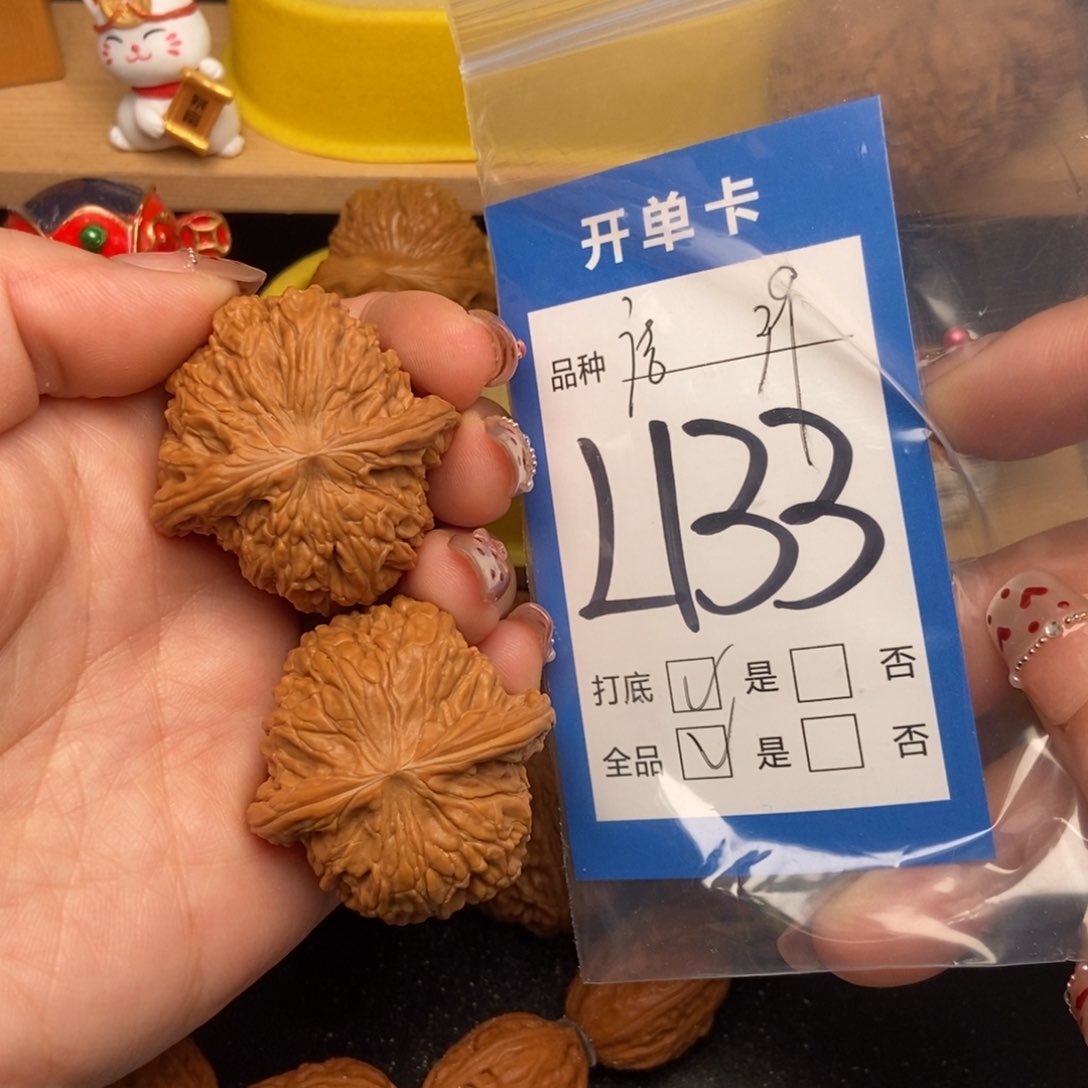 开单卡
品种
433
打底 是 否
全品 是 否